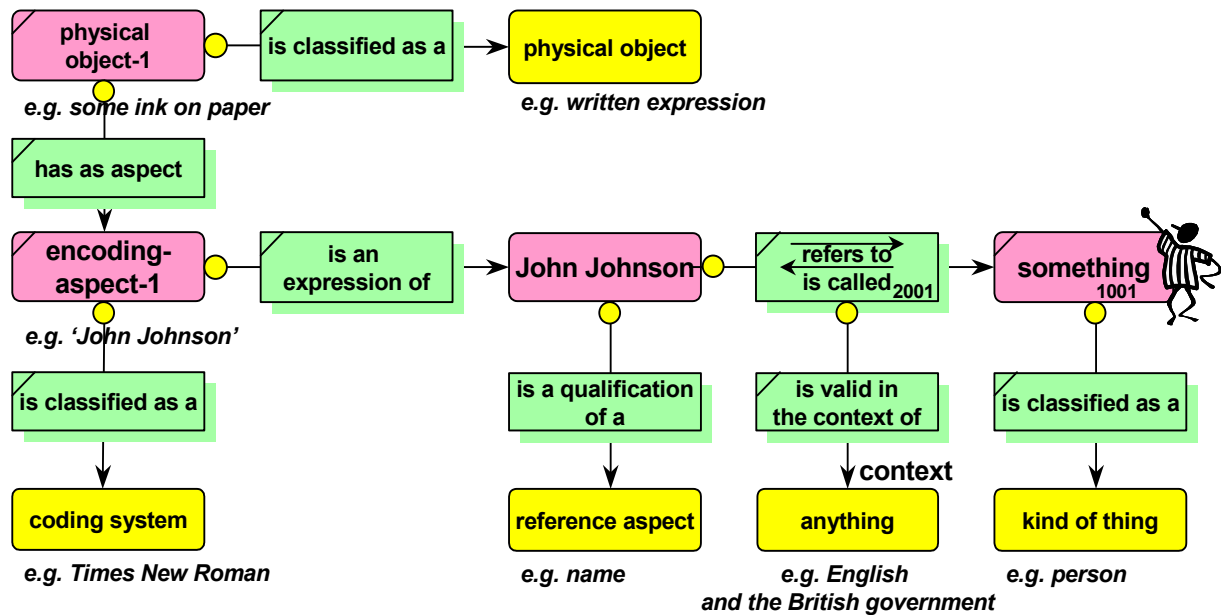 physical
object-1
is classified as a
physical object
e.g. some ink on paper
e.g. written expression
has as aspect
encoding-
aspect-1
is an
expression of
John Johnson
refers to
is called 2001
something
1001
e.g. 'John Johnson'
is classified as a
is a qualification
of a
is valid in
the context of
is classified as a
context
coding system
reference aspect
anything
kind of thing
e.g. Times New Roman
e.g. name
e.g. English
and the British government
e.g. person